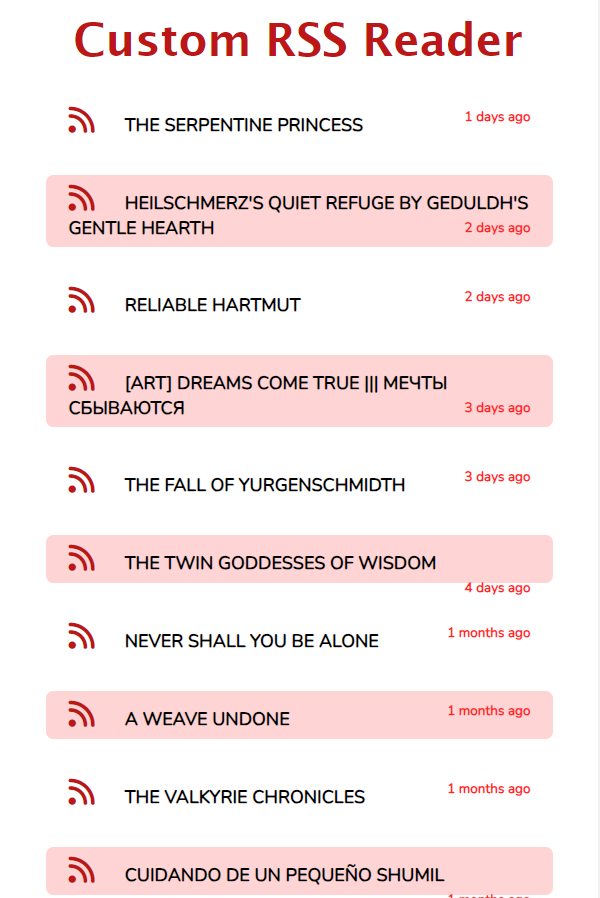 Custom RSS Reader
THE SERPENTINE PRINCESS
1 days ago
HEILSCHMERZ'S QUIET REFUGE BY GEDULDH'S
GENTLE HEARTH
2 days ago
RELIABLE HARTMUT
2 days ago
[ART] DREAMS COME TRUE ||| МЕЧТЫ
СБЫВАЮТСЯ
3 days ago
THE FALL OF YURGENSCHMIDTH
3 days ago
THE TWIN GODDESSES OF WISDOM
4 days ago
NEVER SHALL YOU BE ALONE
1 months ago
A WEAVE UNDONE
1 months ago
THE VALKYRIE CHRONICLES
1 months ago
CUIDANDO DE UN PEQUEÑO SHUMIL
1 months ago